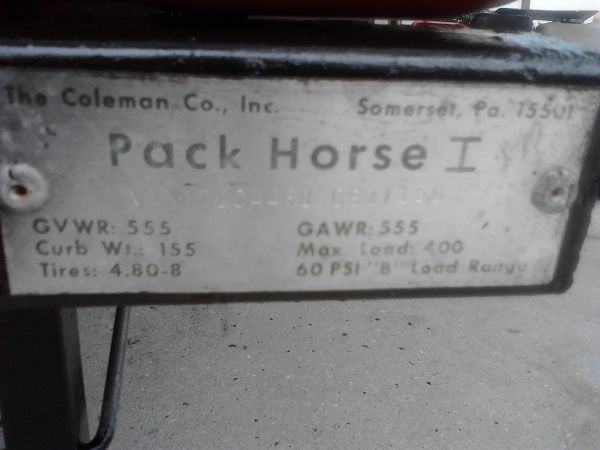 The Coleman Co., Inc. Somerset, Pa. 15501
Pack Horse I
GVWR: 555 GAWR: 555
Curb Wt.: 155 Max. Load: 400
Tires: 4.80-8 60 PSI "B" Load Range